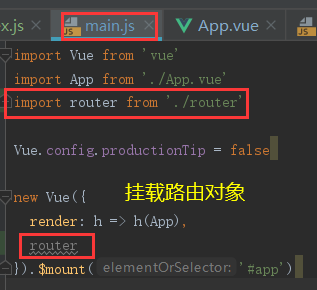 ex.js
main.js
App.vue
import Vue from 'vue'
import App from './App.vue'
import router from './router'
Vue.config.productionTip = false
new Vue({
挂载路由对象
render: h => h(App),
router
}).$mount( elementOrSelector: '#app')